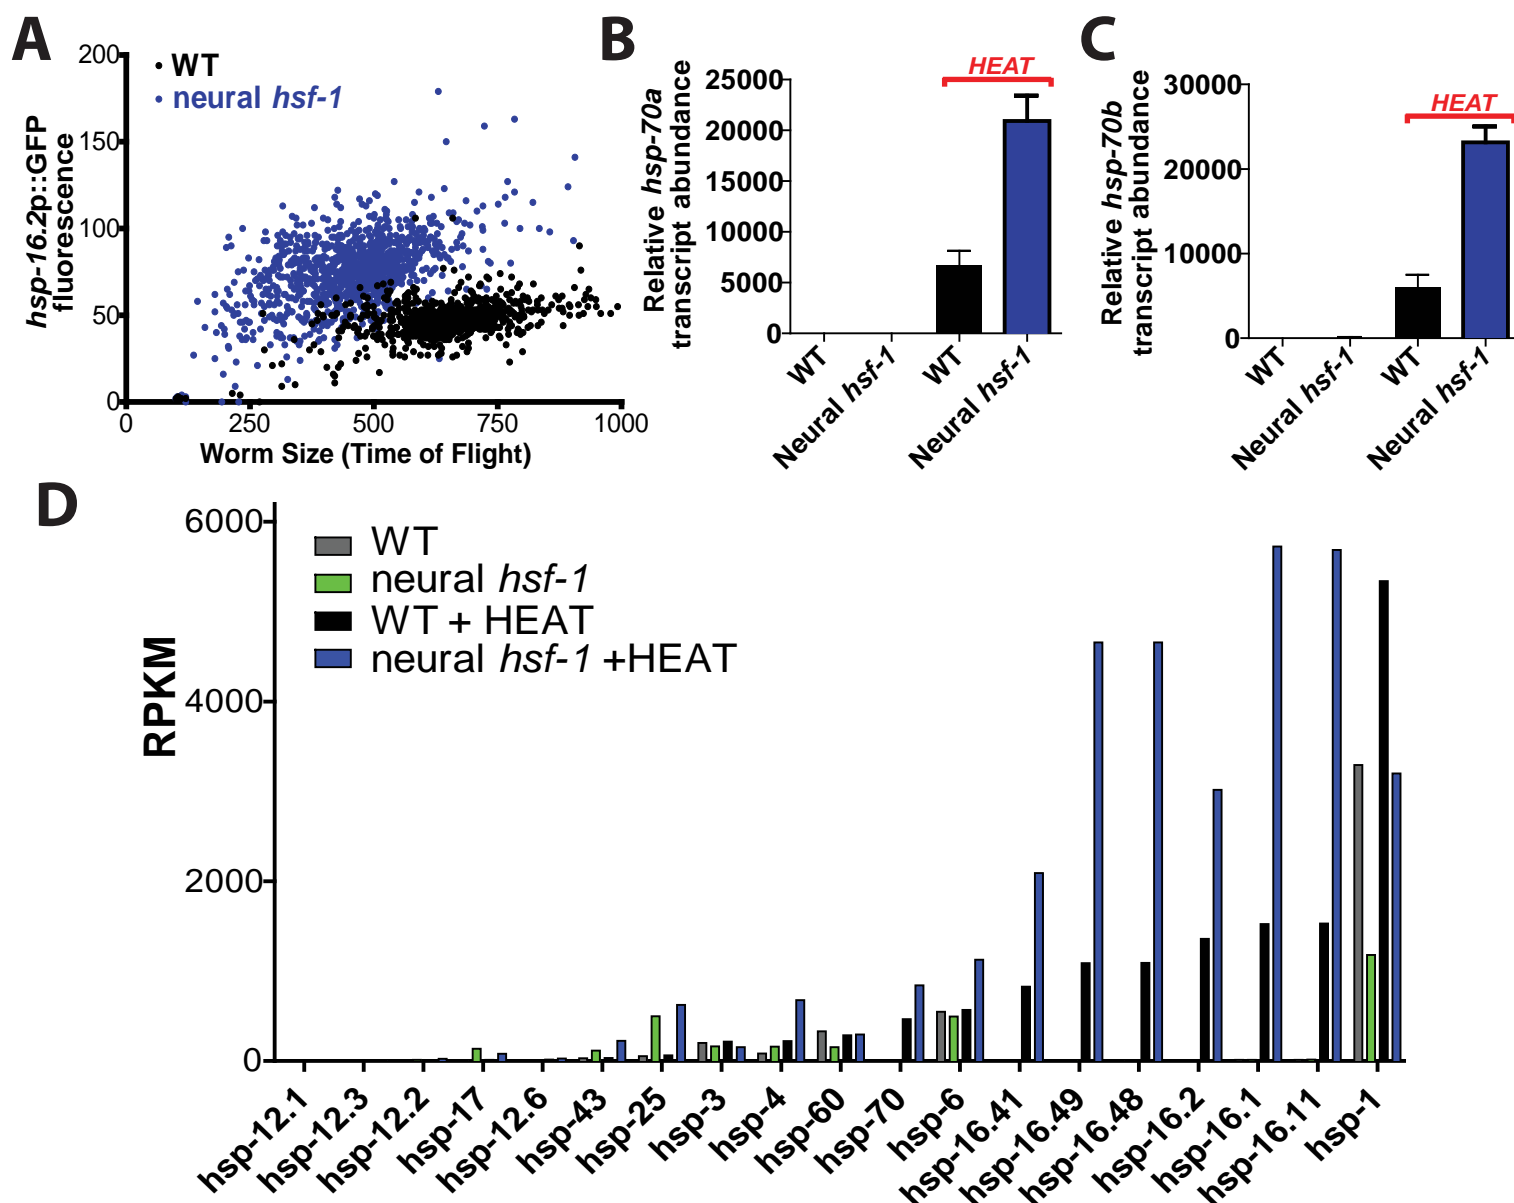 A
200
150
100
50
0
hsp-16.2p::GFP
fluorescence
WT
neural hsf-1
0 250 500 750 1000
Worm Size (Time of Flight)
B
Relative hsp-70a
transcript abundance
25000
20000
15000
10000
5000
0
HEAT
WT
Neural hsf-1
WT
Neural hsf-1
C
Relative hsp-70b
transcript abundance
30000
20000
10000
0
HEAT
WT
Neural hsf-1
WT
Neural hsf-1
D
RPKM
6000
4000
2000
0
WT
neural hsf-1
WT + HEAT
neural hsf-1 +HEAT
hsp-12.1
hsp-12.3
hsp-12.2
hsp-17
hsp-12.6
hsp-43
hsp-25
hsp-3
hsp-4
hsp-60
hsp-70
hsp-6
hsp-16.41
hsp-16.49
hsp-16.48
hsp-16.2
hsp-16.1
hsp-16.11
hsp-1